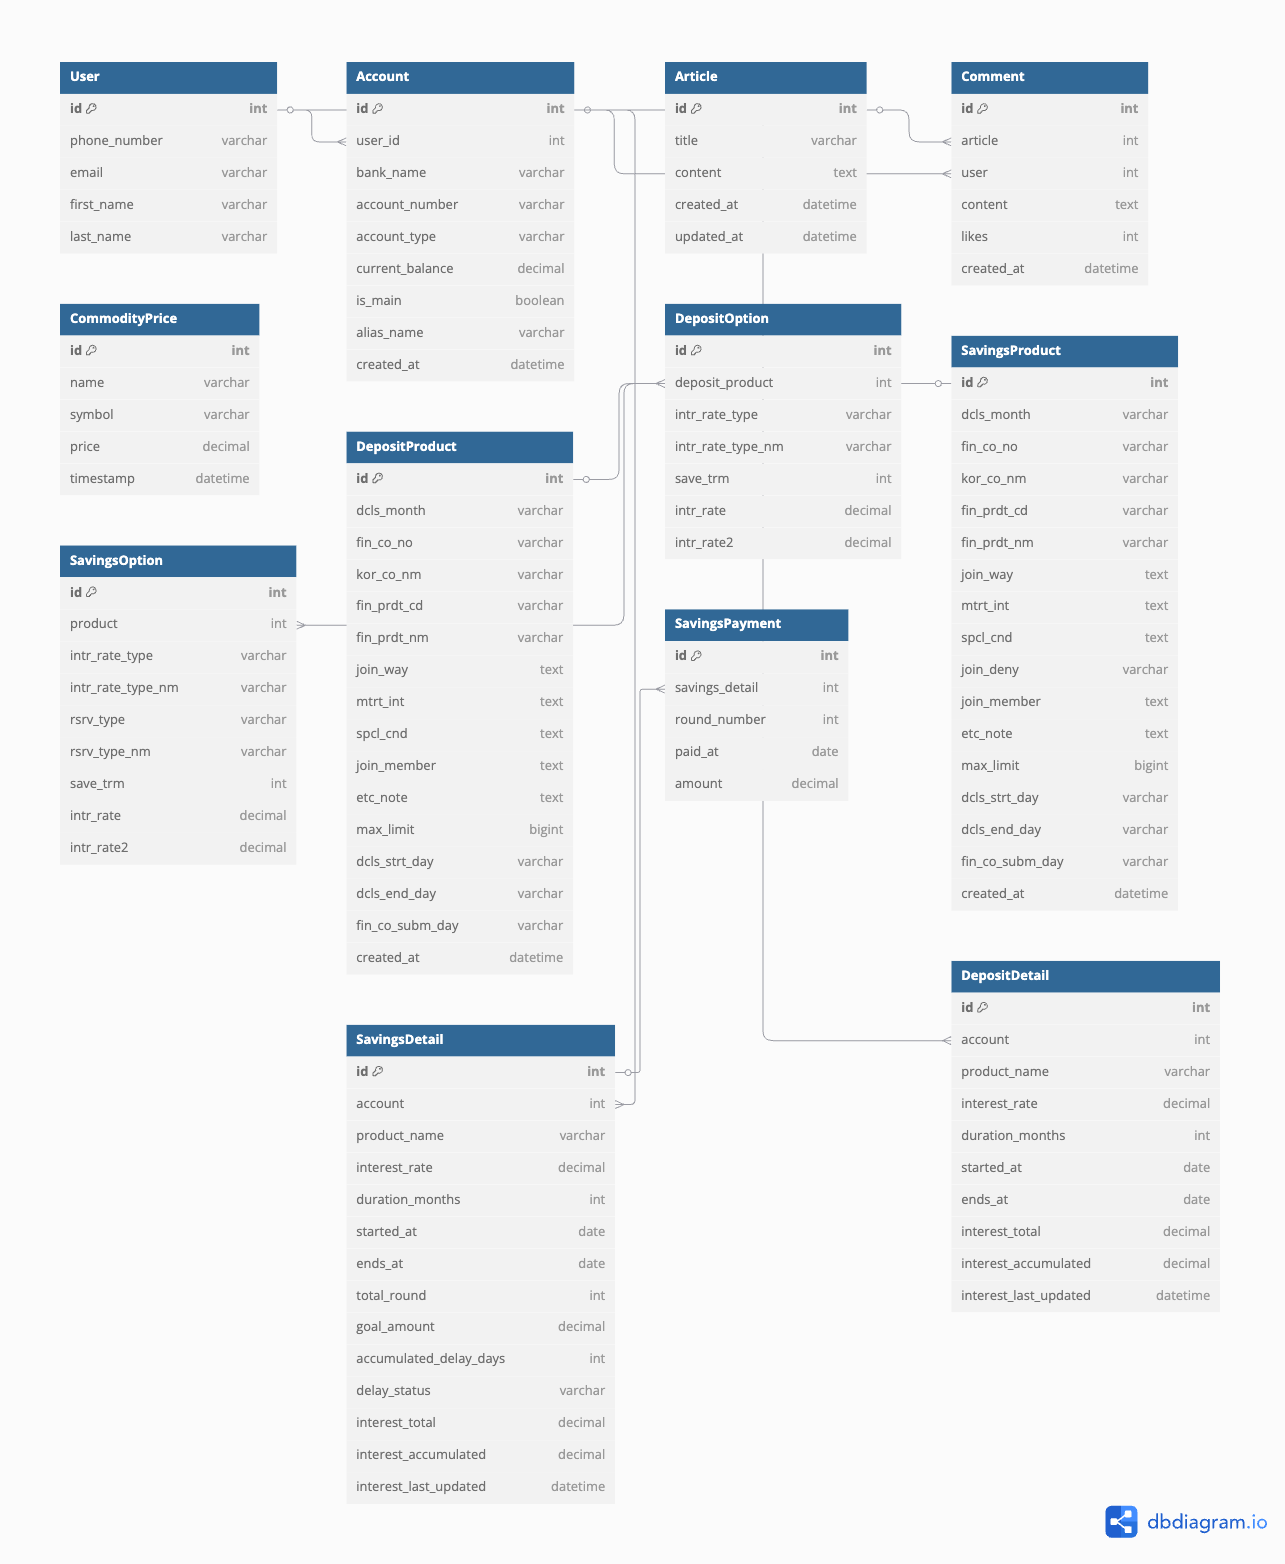 User
id int
phone_number varchar
email varchar
first_name varchar
last_name varchar
Account
id int
user_id int
bank_name varchar
account_number varchar
account_type varchar
current_balance decimal
is_main boolean
alias_name varchar
created_at datetime
Article
id int
title varchar
content text
created_at datetime
updated_at datetime
Comment
id int
article int
user int
content text
likes int
created_at datetime
CommodityPrice
id int
name varchar
symbol varchar
price decimal
timestamp datetime
DepositOption
id int
deposit_product int
intr_rate_type varchar
intr_rate_type_nm varchar
save_trm int
intr_rate decimal
intr_rate2 decimal
SavingsProduct
id int
dcls_month varchar
fin_co_no varchar
kor_co_nm varchar
fin_prdt_cd varchar
fin_prdt_nm varchar
join_way text
mtrt_int text
spcl_cnd text
join_deny varchar
join_member text
etc_note text
max_limit bigint
dcls_strt_day varchar
dcls_end_day varchar
fin_co_subm_day varchar
created_at datetime
DepositProduct
id int
dcls_month varchar
fin_co_no varchar
kor_co_nm varchar
fin_prdt_cd varchar
fin_prdt_nm varchar
join_way text
mtrt_int text
spcl_cnd text
join_member text
etc_note text
max_limit bigint
dcls_strt_day varchar
dcls_end_day varchar
fin_co_subm_day varchar
created_at datetime
SavingsOption
id int
product int
intr_rate_type varchar
intr_rate_type_nm varchar
rsrv_type varchar
rsrv_type_nm varchar
save_trm int
intr_rate decimal
intr_rate2 decimal
SavingsPayment
id int
savings_detail int
round_number int
paid_at date
amount decimal
DepositDetail
id int
account int
product_name varchar
interest_rate decimal
duration_months int
started_at date
ends_at date
interest_total decimal
interest_accumulated decimal
interest_last_updated datetime
SavingsDetail
id int
account int
product_name varchar
interest_rate decimal
duration_months int
started_at date
ends_at date
total_round int
goal_amount decimal
accumulated_delay_days int
delay_status varchar
interest_total decimal
interest_accumulated decimal
interest_last_updated datetime
dbdiagram.io